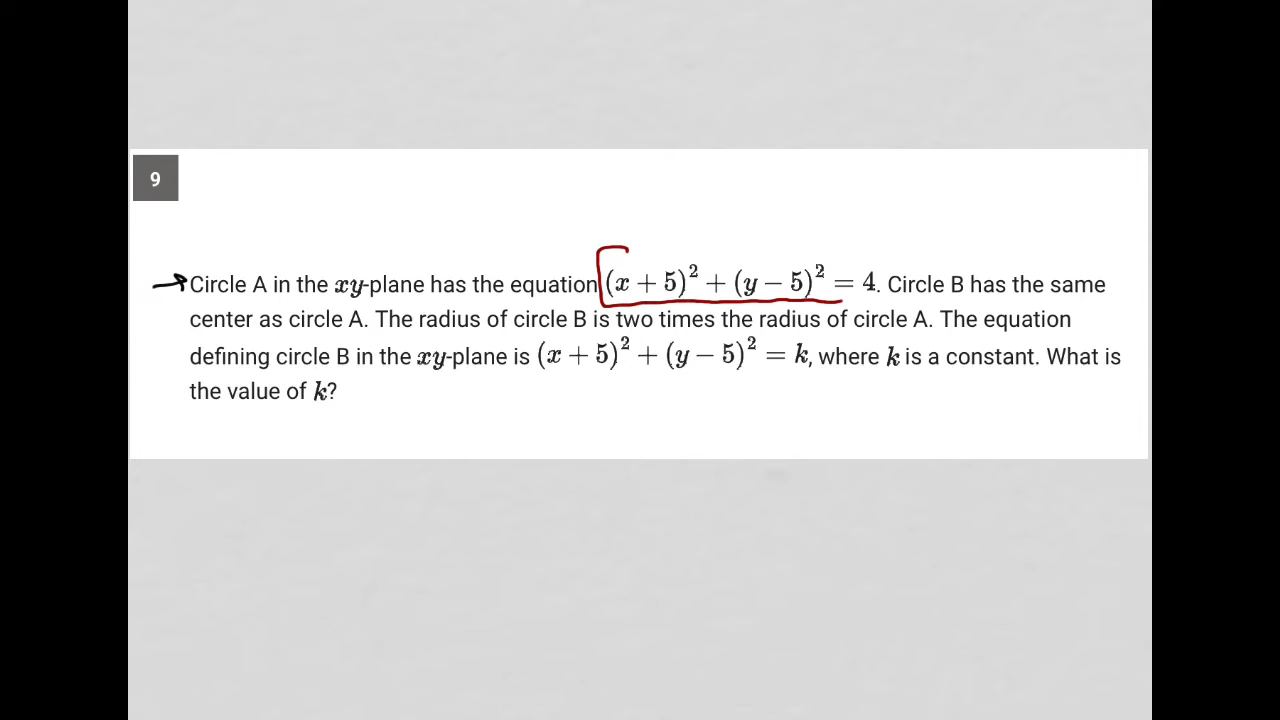 9
Circle A in the xy-plane has the equation (x + 5)² + (y − 5)² = 4. Circle B has the same
center as circle A. The radius of circle B is two times the radius of circle A. The equation
defining circle B in the xy-plane is (x + 5)² + (y − 5)² = k, where k is a constant. What is
the value of k?